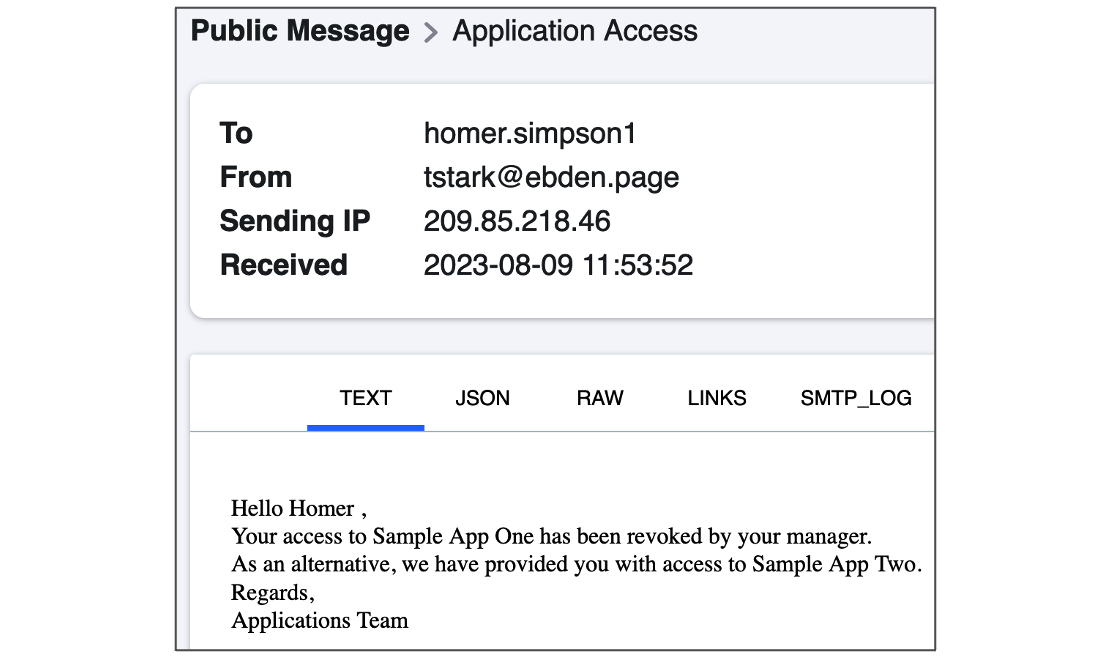 Public Message > Application Access
To homer.simpson1
From tstark@ebden.page
Sending IP 209.85.218.46
Received 2023-08-09 11:53:52
TEXT JSON RAW LINKS SMTP_LOG
Hello Homer ,
Your access to Sample App One has been revoked by your manager.
As an alternative, we have provided you with access to Sample App Two.
Regards,
Applications Team